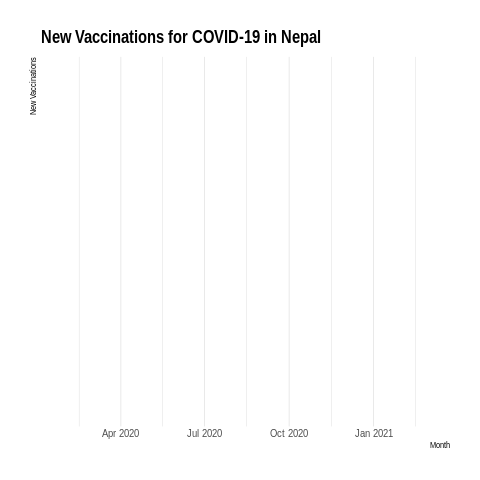 New Vaccinations for COVID-19 in Nepal
New Vaccinations
Apr 2020 Jul 2020 Oct 2020 Jan 2021
Month